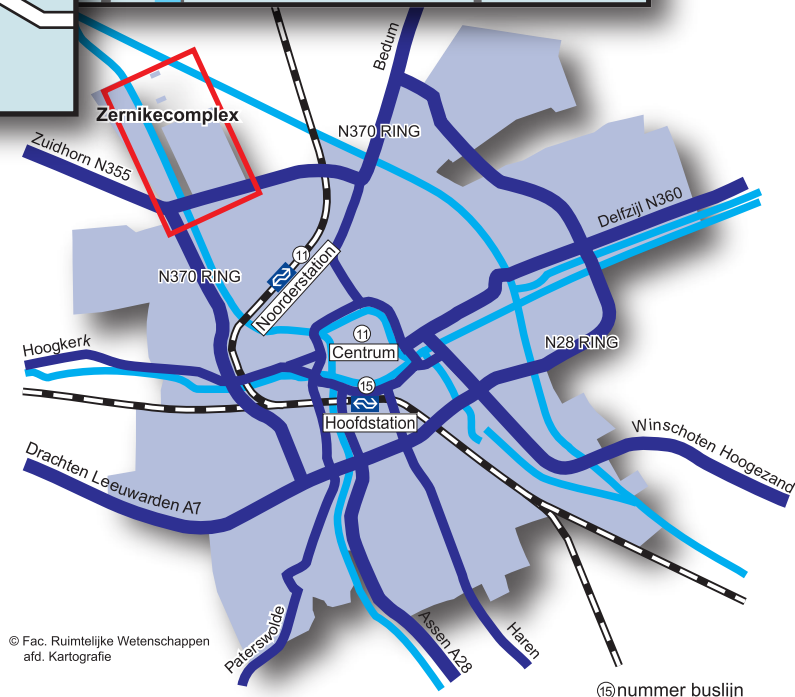 Bedum
Zernikecomplex
N370 RING
Zuidhorn N355
Delfzijl N360
11
Noorderstation
N370 RING
11
Centrum
N28 RING
Hoogkerk
15
Hoofdstation
Winschoten Hoogezand
Drachten Leeuwarden A7
Paterswolde
Assen A28
Haren
© Fac. Ruimtelijke Wetenschappen
afd. Kartografie
15 nummer buslijn